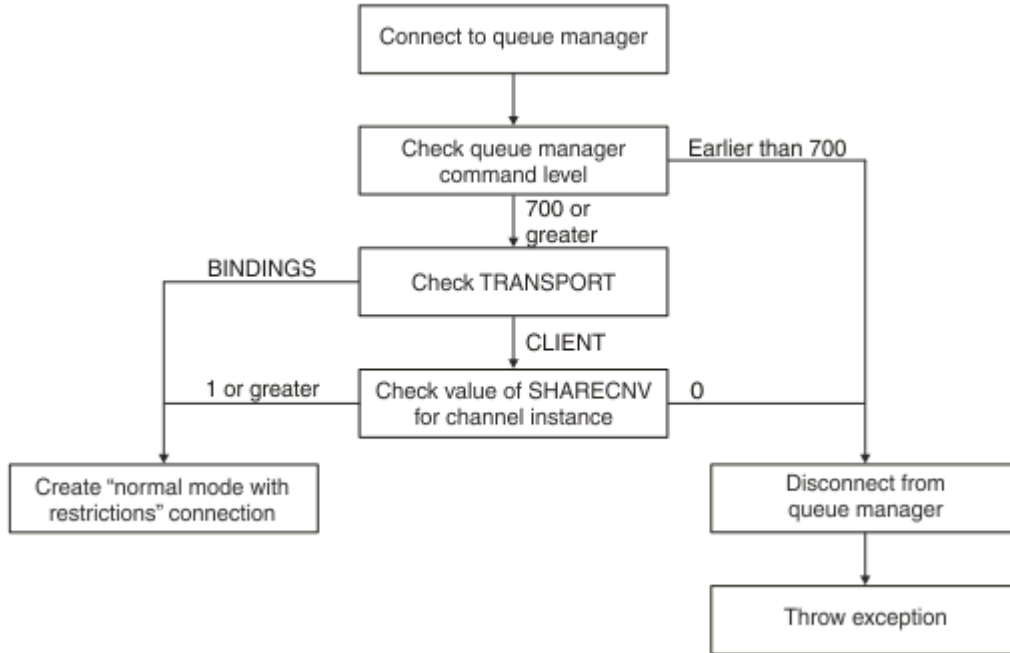 Connect to queue manager
Check queue manager
command level
Earlier than 700
700 or
greater
BINDINGS
Check TRANSPORT
CLIENT
1 or greater
Check value of SHARECNV
for channel instance
0
Create “normal mode with
restrictions” connection
Disconnect from
queue manager
Throw exception